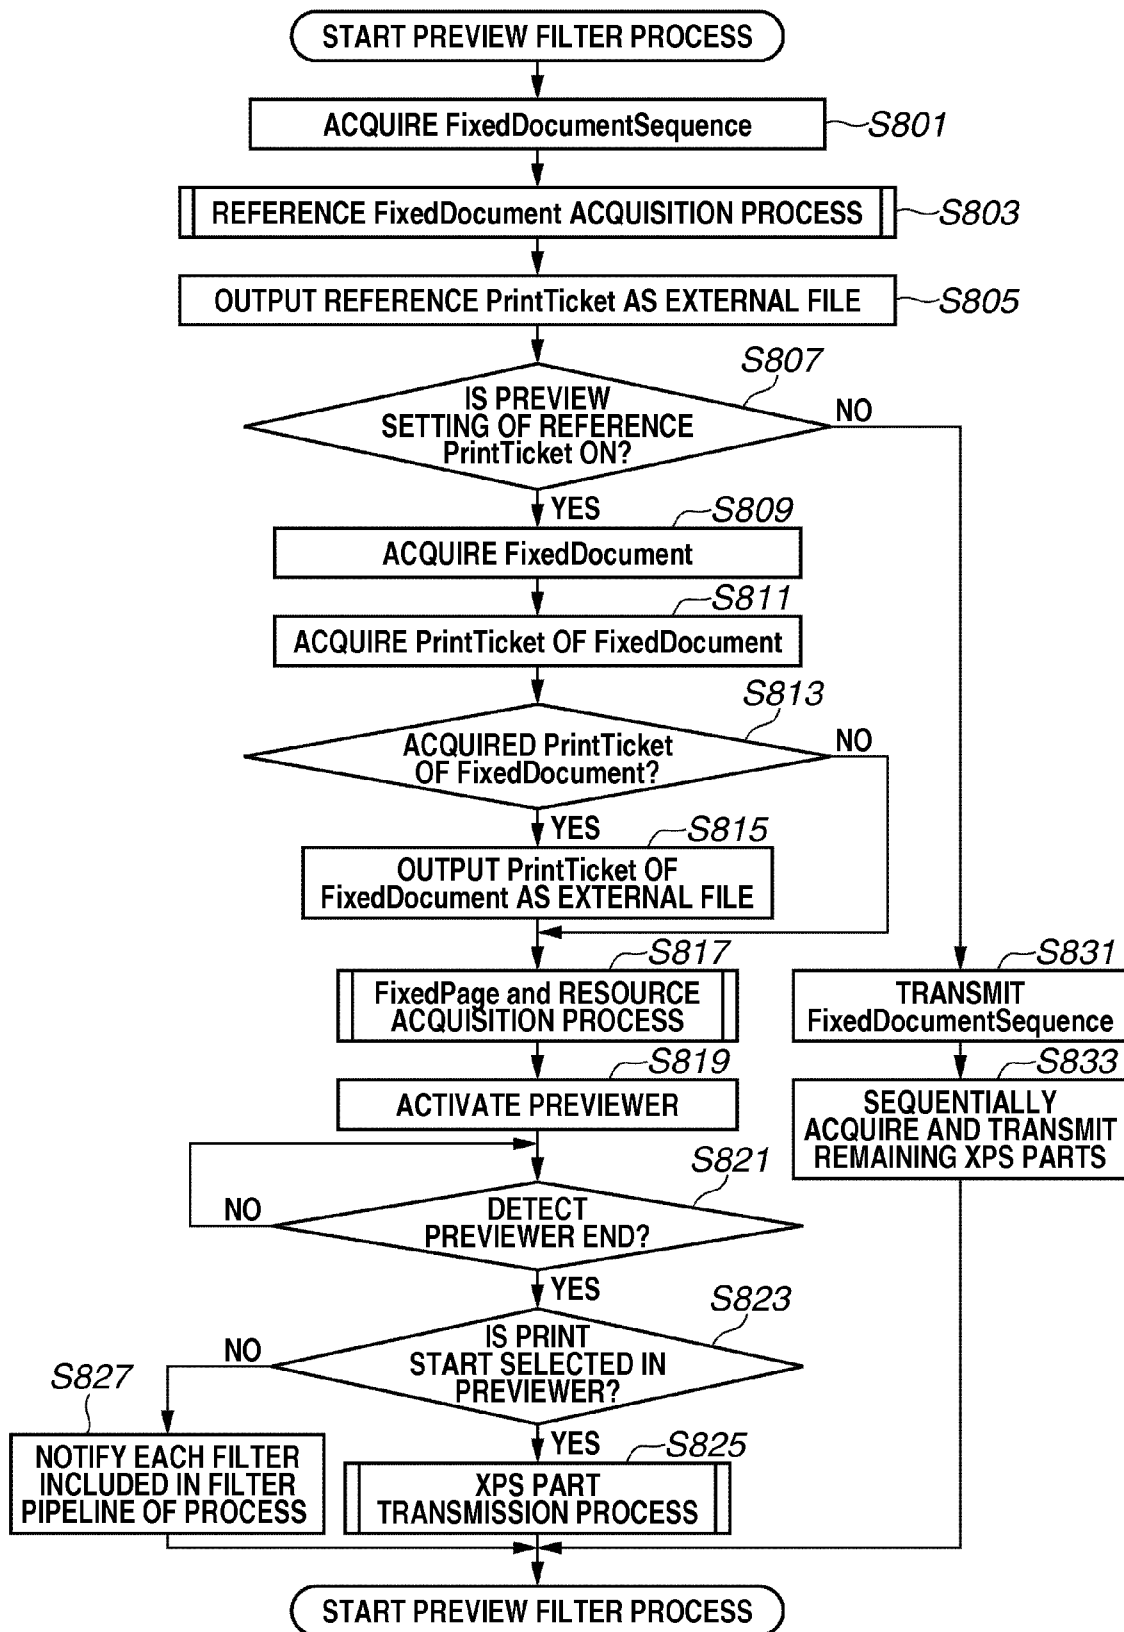 START PREVIEW FILTER PROCESS
ACQUIRE FixedDocumentSequence
S801
REFERENCE FixedDocument ACQUISITION PROCESS
S803
OUTPUT REFERENCE PrintTicket AS EXTERNAL FILE
S805
S807
IS PREVIEW
SETTING OF REFERENCE
PrintTicket ON?
NO
YES
S809
ACQUIRE FixedDocument
S811
ACQUIRE PrintTicket OF FixedDocument
S813
ACQUIRED PrintTicket
OF FixedDocument?
NO
YES
S815
OUTPUT PrintTicket OF
FixedDocument AS EXTERNAL FILE
S817
FixedPage and RESOURCE
ACQUISITION PROCESS
S831
TRANSMIT
FixedDocumentSequence
S819
ACTIVATE PREVIEWER
S833
SEQUENTIALLY
ACQUIRE AND TRANSMIT
REMAINING XPS PARTS
S821
DETECT
PREVIEWER END?
NO
YES
S823
IS PRINT
START SELECTED IN
PREVIEWER?
NO
YES
S827
NOTIFY EACH FILTER
INCLUDED IN FILTER
PIPELINE OF PROCESS
S825
XPS PART
TRANSMISSION PROCESS
START PREVIEW FILTER PROCESS